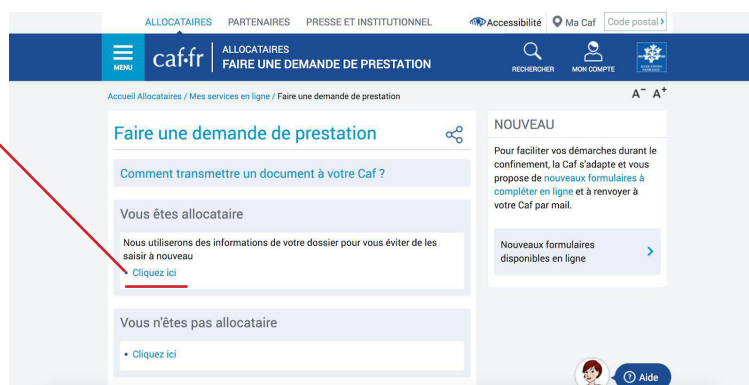 ALLOCATAIRES PARTENAIRES PRESSE ET INSTITUTIONNEL Accessibilité Ma Caf Code postal >
MENU caf.fr ALLOCATAIRES
FAIRE UNE DEMANDE DE PRESTATION
RECHERCHER MON COMPTE
Accueil Allocataires / Mes services en ligne / Faire une demande de prestation
A- A+
Faire une demande de prestation
Comment transmettre un document à votre Caf ?
Vous êtes allocataire
Nous utiliserons des informations de votre dossier pour vous éviter de les
saisir à nouveau
• Cliquez ici
Vous n'êtes pas allocataire
• Cliquez ici
NOUVEAU
Pour faciliter vos démarches durant le
confinement, la Caf s'adapte et vous
propose de nouveaux formulaires à
compléter en ligne et à renvoyer à
votre Caf par mail.
Nouveaux formulaires
disponibles en ligne
? Aide